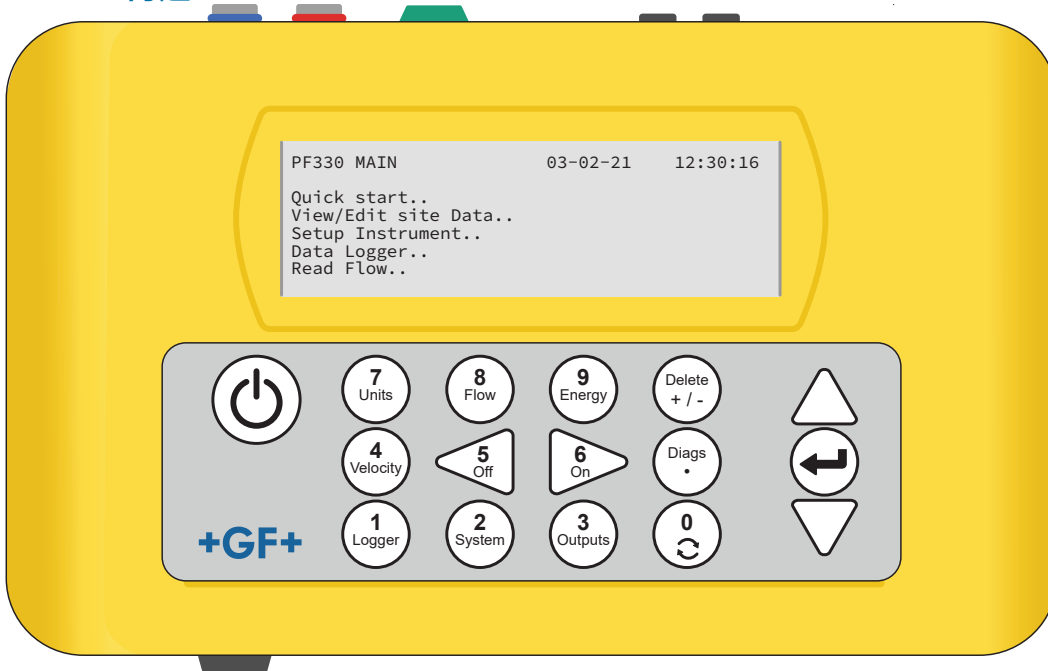 PF330 MAIN 03-02-21 12:30:16
Quick start..
View/Edit site Data..
Setup Instrument..
Data Logger..
Read Flow..
7
Units
8
Flow
9
Energy
Delete
+ / -
4
Velocity
5
Off
6
On
Diags
•
1
Logger
2
System
3
Outputs
0
+GF+